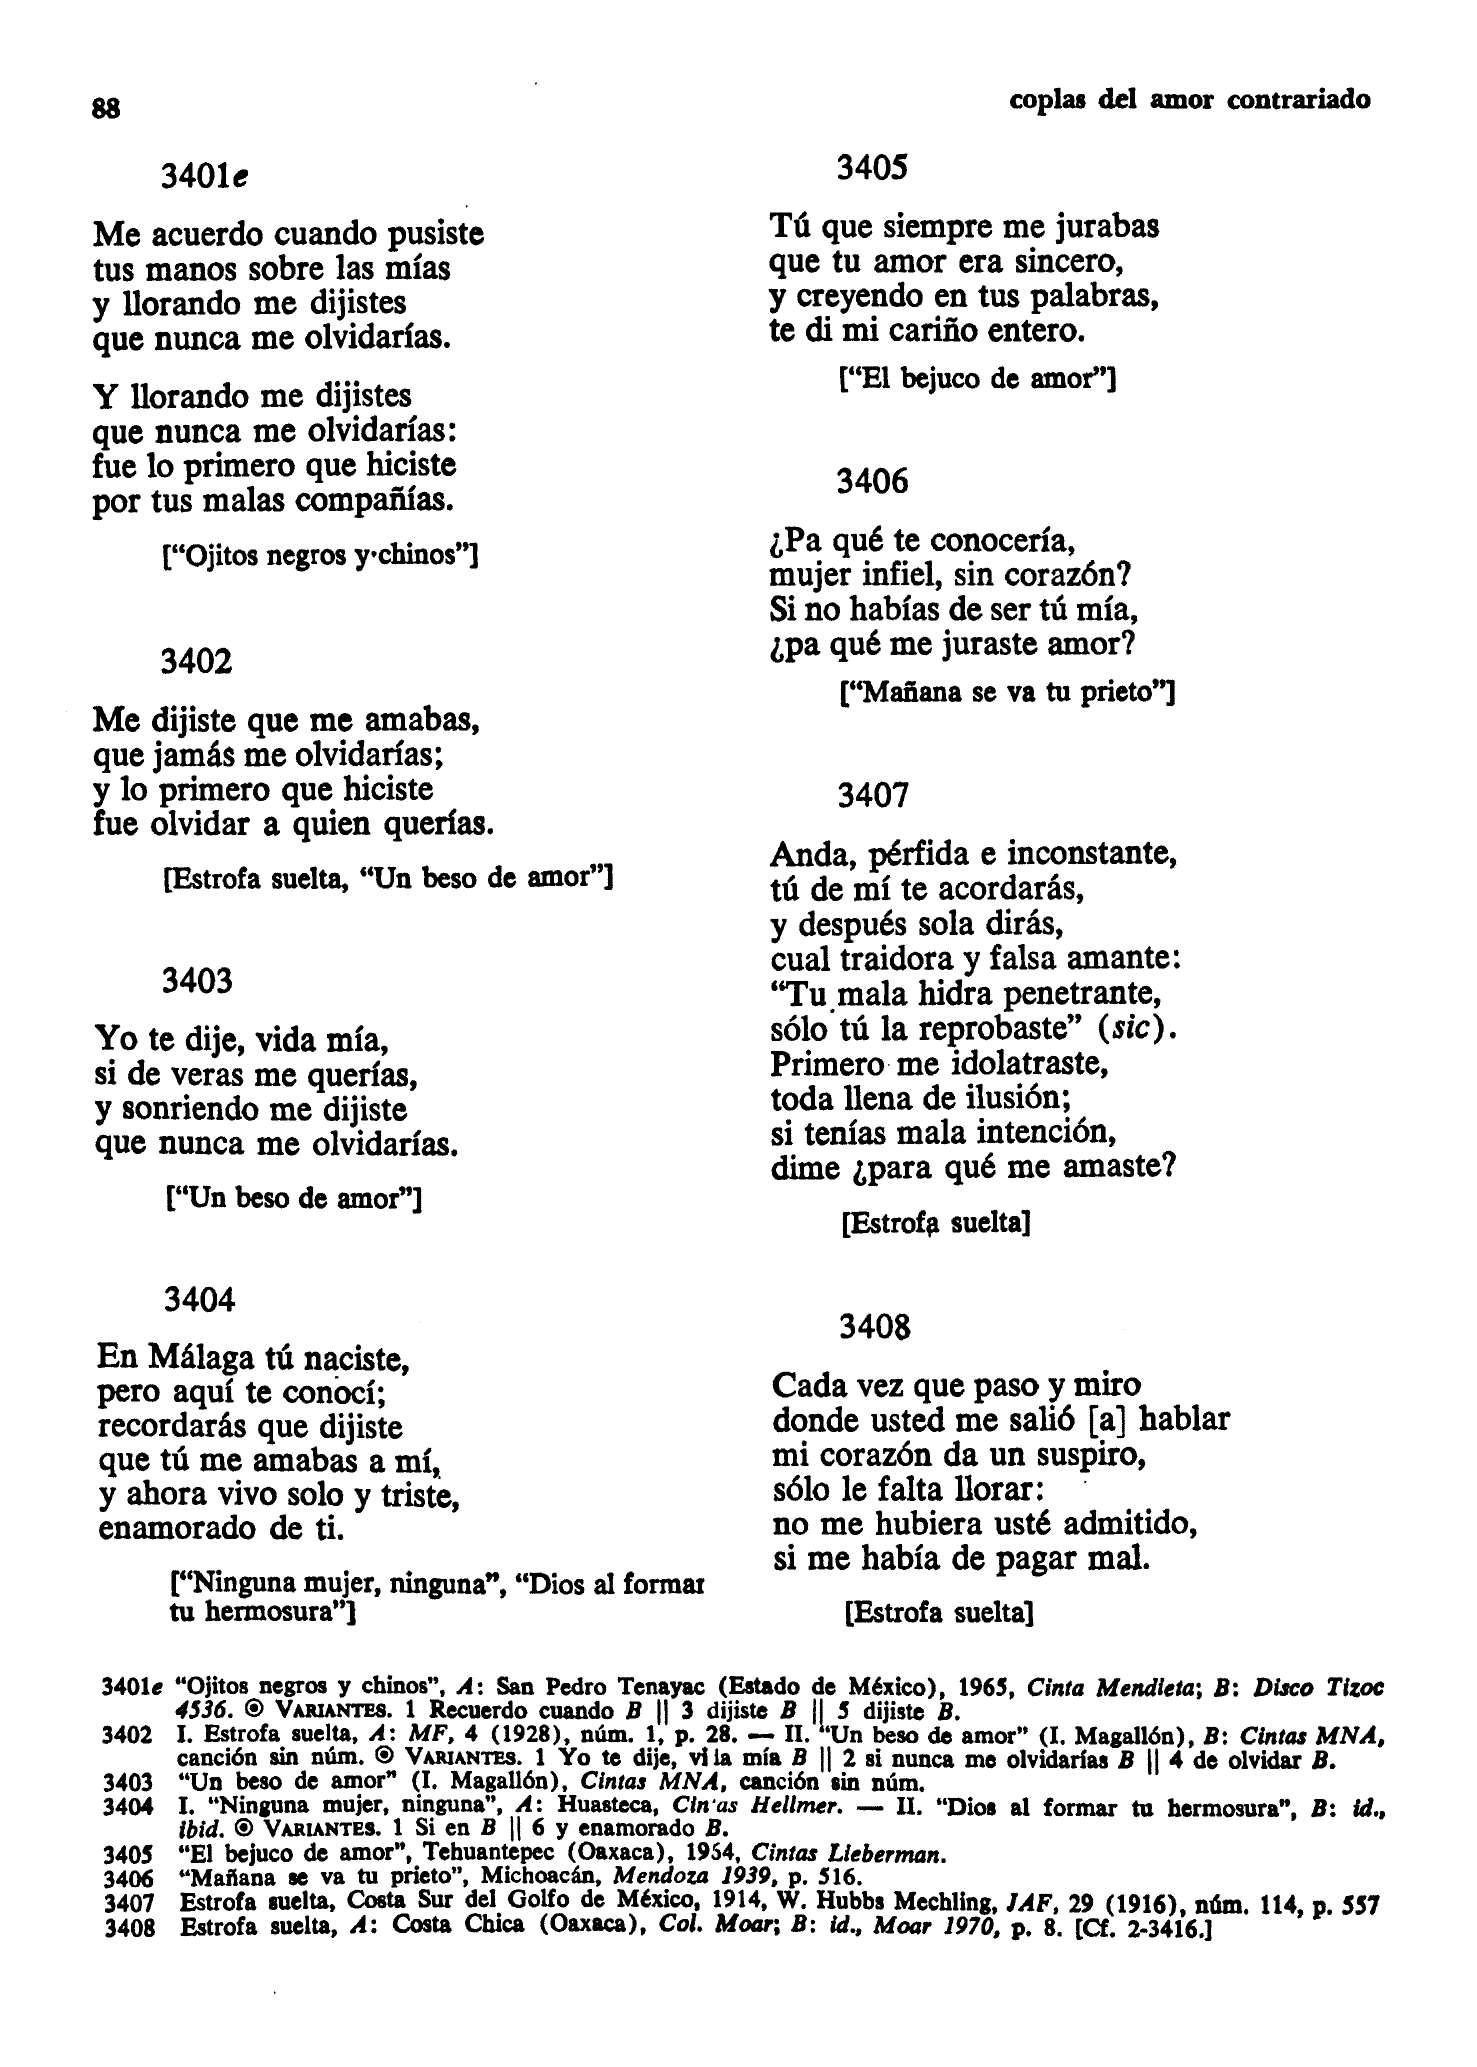 88
coplas del amor contrariado
3401e
Me acuerdo cuando pusiste
tus manos sobre las mías
y llorando me dijistes
que nunca me olvidarías.
Y llorando me dijistes
que nunca me olvidarías:
fue lo primero que hiciste
por tus malas compañías.
[“Ojitos negros y chinos”]
3402
Me dijiste que me amabas,
que jamás me olvidarías;
y lo primero que hiciste
fue olvidar a quien querías.
[Estrofa suelta, “Un beso de amor”]
3403
Yo te dije, vida mía,
si de veras me querías,
y sonriendo me dijiste
que nunca me olvidarías.
[“Un beso de amor”]
3404
En Málaga tú naciste,
pero aquí te conocí;
recordarás que dijiste
que tú me amabas a mí,
y ahora vivo solo y triste,
enamorado de ti.
[“Ninguna mujer, ninguna”, “Dios al formar
tu hermosura”]
3405
Tú que siempre me jurabas
que tu amor era sincero,
y creyendo en tus palabras,
te di mi cariño entero.
[“El bejuco de amor”]
3406
¿Pa qué te conocería,
mujer infiel, sin corazón?
Si no habías de ser tú mía,
¿pa qué me juraste amor?
[“Mañana se va tu prieto”]
3407
Anda, pérfida e inconstante,
tú de mí te acordarás,
y después sola dirás,
cual traidora y falsa amante:
“Tu mala hidra penetrante,
sólo tú la reprobaste” (sic).
Primero me idolatraste,
toda llena de ilusión;
si tenías mala intención,
dime ¿para qué me amaste?
[Estrofa suelta]
3408
Cada vez que paso y miro
donde usted me salió [a] hablar
mi corazón da un suspiro,
sólo le falta llorar:
no me hubiera usté admitido,
si me había de pagar mal.
[Estrofa suelta]
3401e “Ojitos negros y chinos”, A: San Pedro Tenayac (Estado de México), 1965, Cinta Mendieta; B: Disco Tizoc
4536. ® VARIANTES. 1 Recuerdo cuando B || 3 dijiste B || 5 dijiste B.
3402 I. Estrofa suelta, A: MF, 4 (1928), núm. 1, p. 28. — II. “Un beso de amor” (I. Magallón), B: Cintas MNA,
canción sin núm. ® VARIANTES. 1 Yo te dije, vida mía B || 2 si nunca me olvidarías B || 4 de olvidar B.
3403 “Un beso de amor” (I. Magallón), Cintas MNA, canción sin núm.
3404 I. “Ninguna mujer, ninguna”, A: Huasteca, Cintas Hellmer. — II. “Dios al formar tu hermosura”, B: id.,
ibid. ® VARIANTES. 1 Si en B || 6 y enamorado B.
3405 “El bejuco de amor”, Tehuantepec (Oaxaca), 1954, Cintas Lieberman.
3406 “Mañana se va tu prieto”, Michoacán, Mendoza 1939, p. 516.
3407 Estrofa suelta, Costa Sur del Golfo de México, 1914, W. Hubbs Mechling, JAF, 29 (1916), núm. 114, p. 557
3408 Estrofa suelta, A: Costa Chica (Oaxaca), Col. Moar; B: id., Moar 1970, p. 8. [Cf. 2-3416.]